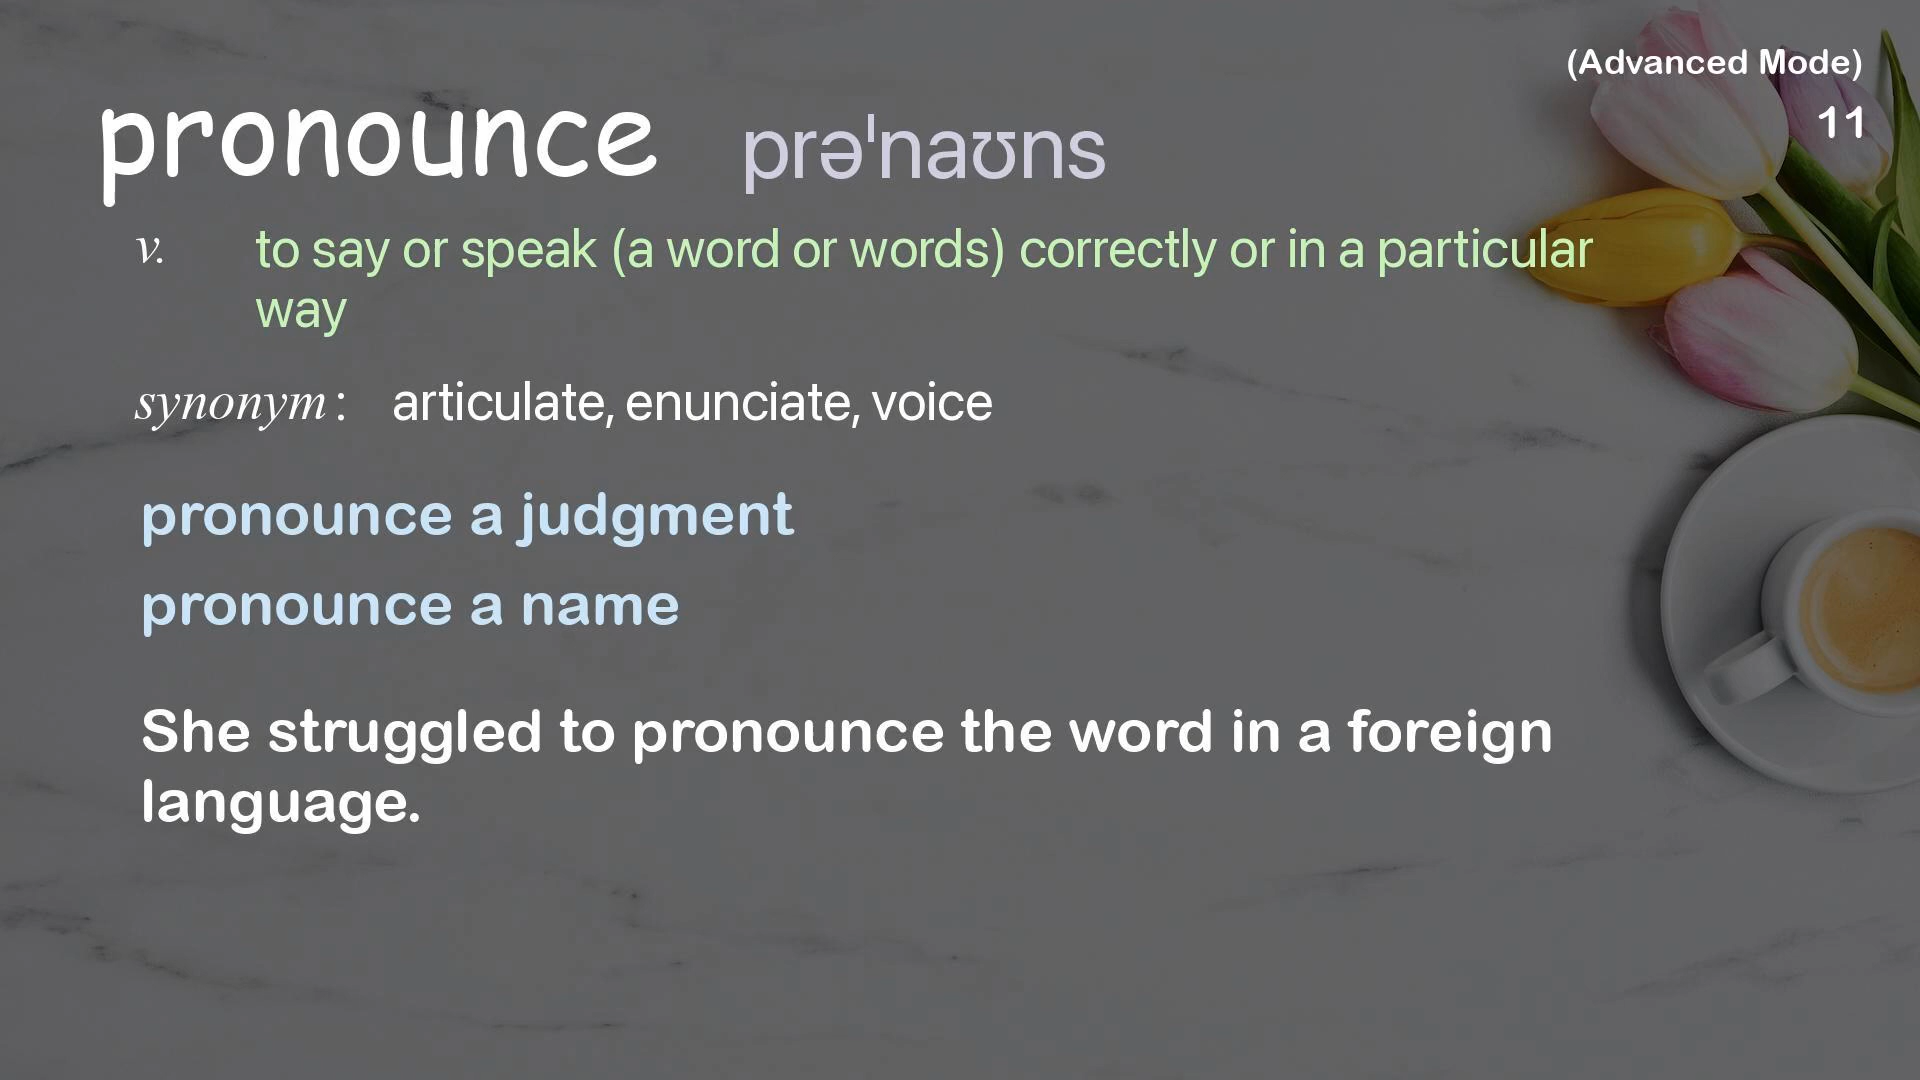 (Advanced Mode)
11
pronounce prəˈnaʊns
v. to say or speak (a word or words) correctly or in a particular
way
synonym: articulate, enunciate, voice
pronounce a judgment
pronounce a name
She struggled to pronounce the word in a foreign
language.